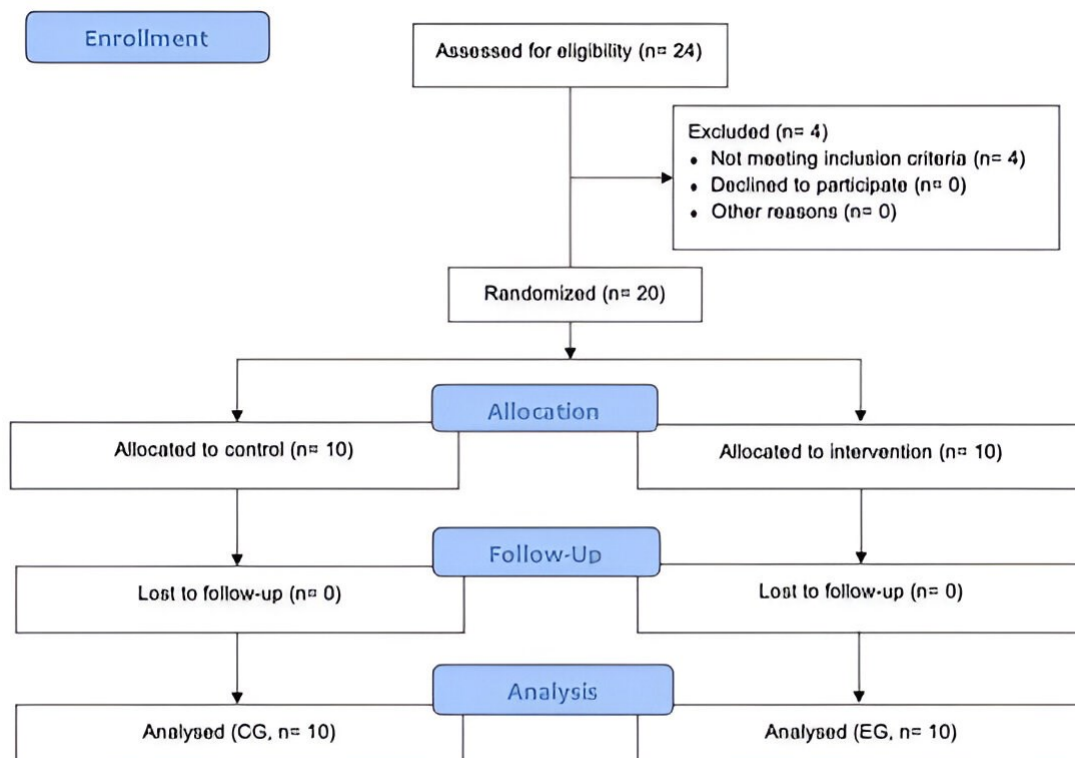 Enrollment
Assessed for eligibility (n= 24)
Excluded (n= 4)
• Not meeting inclusion criteria (n= 4)
• Declined to participate (n= 0)
• Other reasons (n= 0)
Randomized (n= 20)
Allocation
Allocated to control (n= 10)
Allocated to intervention (n= 10)
Follow-Up
Lost to follow-up (n= 0)
Lost to follow-up (n= 0)
Analysis
Analysed (CG, n= 10)
Analysed (EG, n= 10)